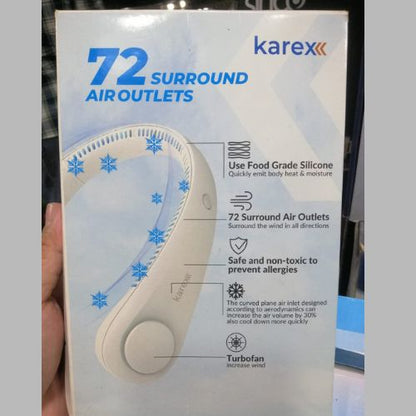 karex
72 SURROUND
AIR OUTLETS
Use Food Grade Silicone
Quickly emit body heat & moisture
72 Surround Air Outlets
Surround the wind in all directions
Safe and non-toxic to
prevent allergies
The curved plane air inlet designed
according to aerodynamics can
increase the air volume by 30%
also cool down more quickly
Turbofan
increase wind
karexx